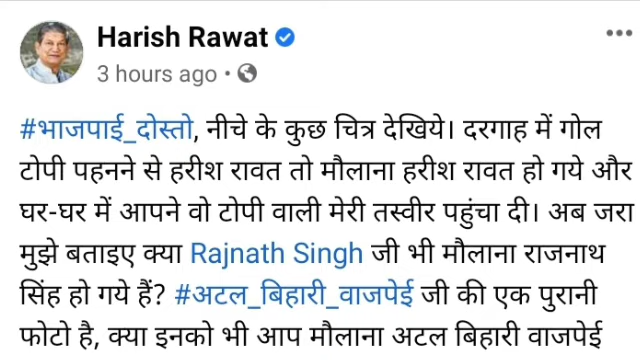 Harish Rawat
3 hours ago •
#भाजपाई_दोस्तो, नीचे के कुछ चित्र देखिये। दरगाह में गोल
टोपी पहनने से हरीश रावत तो मौलाना हरीश रावत हो गये और
घर-घर में आपने वो टोपी वाली मेरी तस्वीर पहुंचा दी। अब जरा
मुझे बताइए क्या Rajnath Singh जी भी मौलाना राजनाथ
सिंह हो गये हैं? #अटल_बिहारी_वाजपेई जी की एक पुरानी
फोटो है, क्या इनको भी आप मौलाना अटल बिहारी वाजपेई